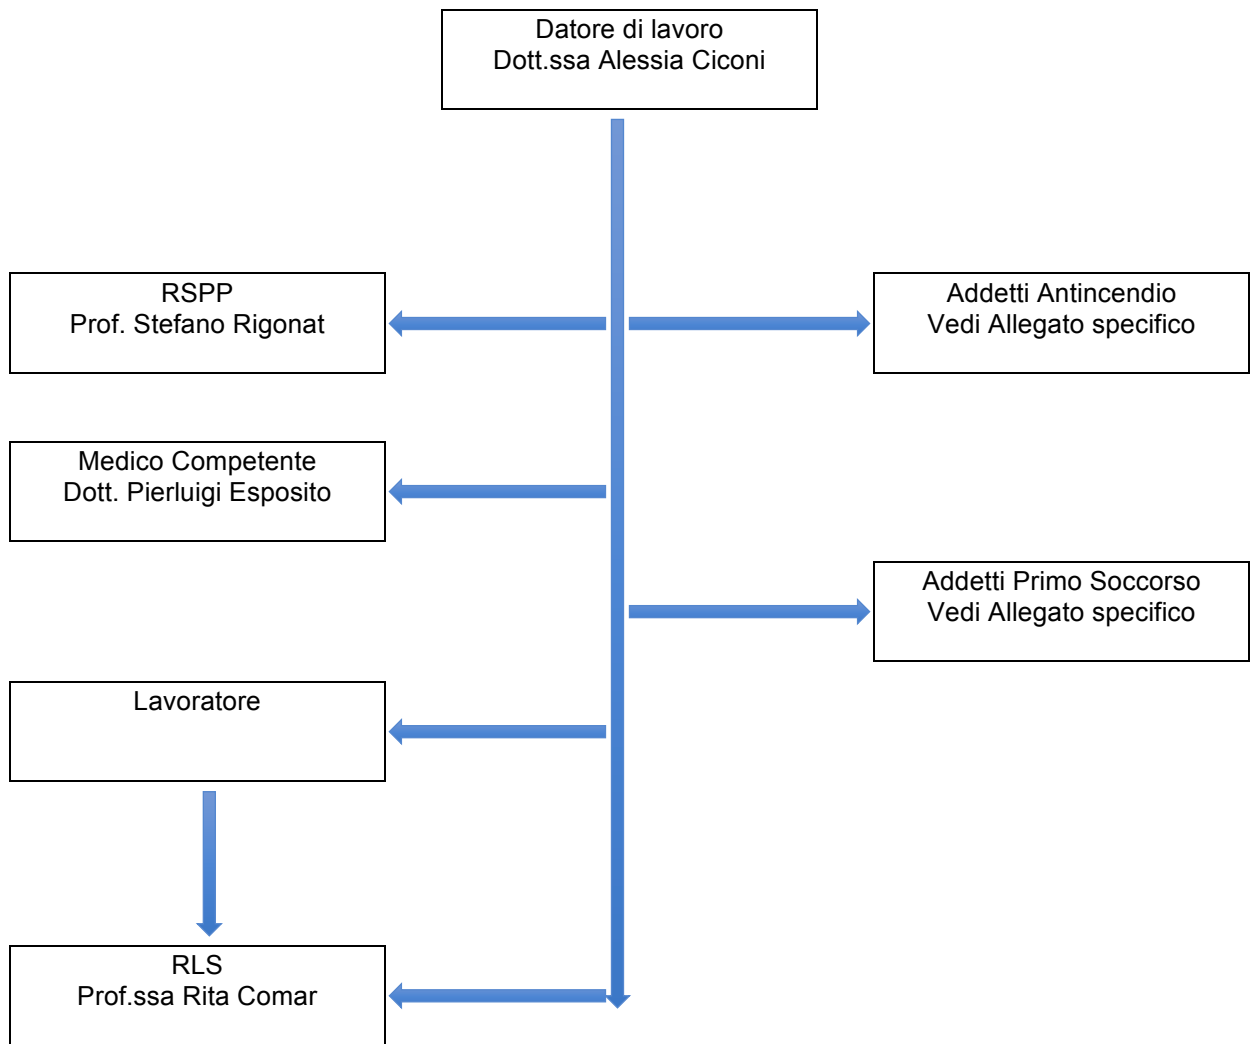 Datore di lavoro
Dott.ssa Alessia Ciconi
RSPP
Prof. Stefano Rigonat
Addetti Antincendio
Vedi Allegato specifico
Medico Competente
Dott. Pierluigi Esposito
Addetti Primo Soccorso
Vedi Allegato specifico
Lavoratore
RLS
Prof.ssa Rita Comar